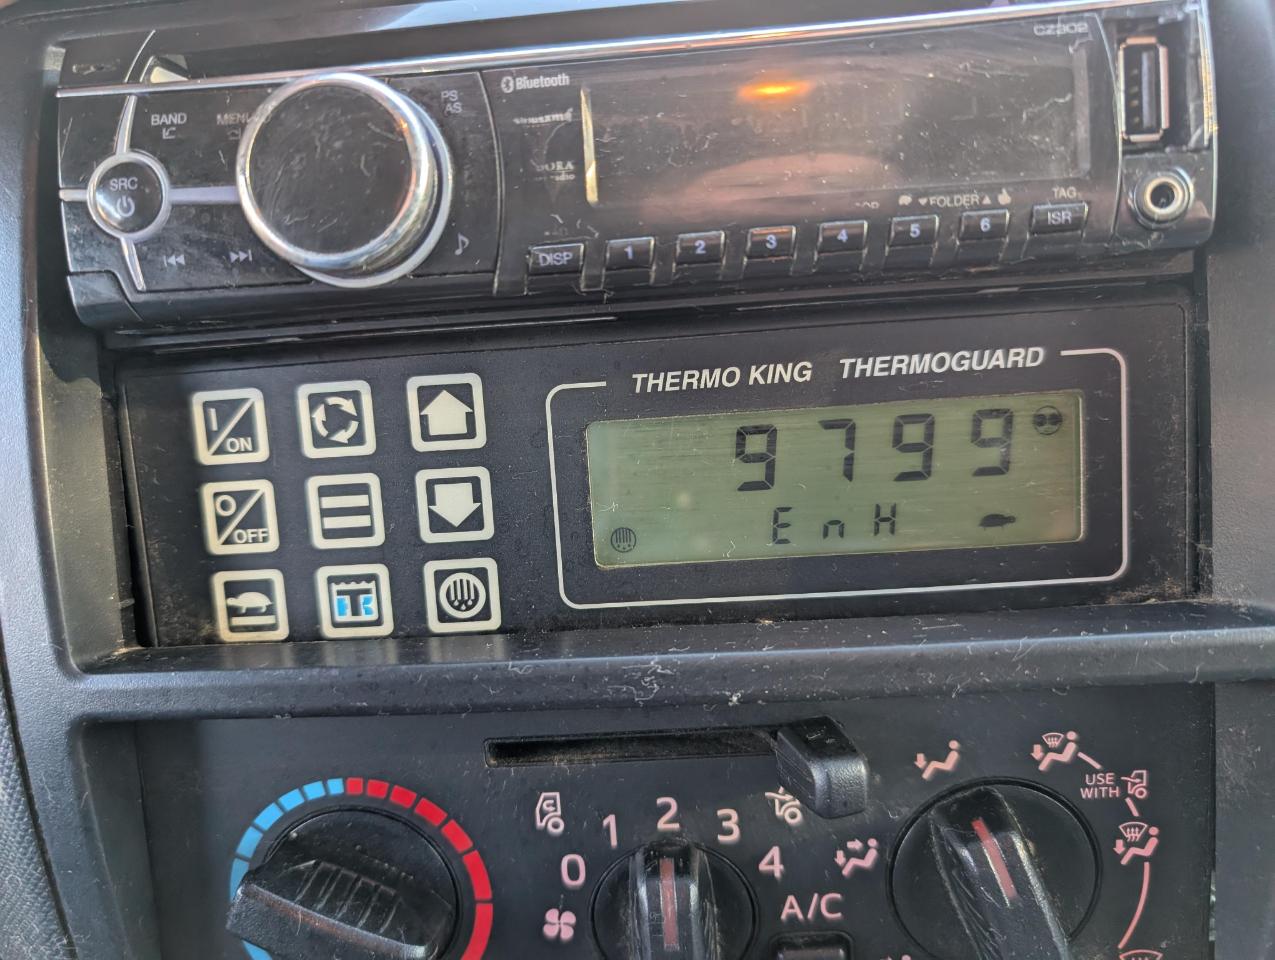 CZ302
Bluetooth
PS
AS
BAND
MENU
SRC
DISP
1
2
3
4
5
6
FOLDER
TAG
ISR
THERMO KING THERMOGUARD
I
ON
O
OFF
9799
EnH
USE
WITH
0
1
2
3
4
A/C